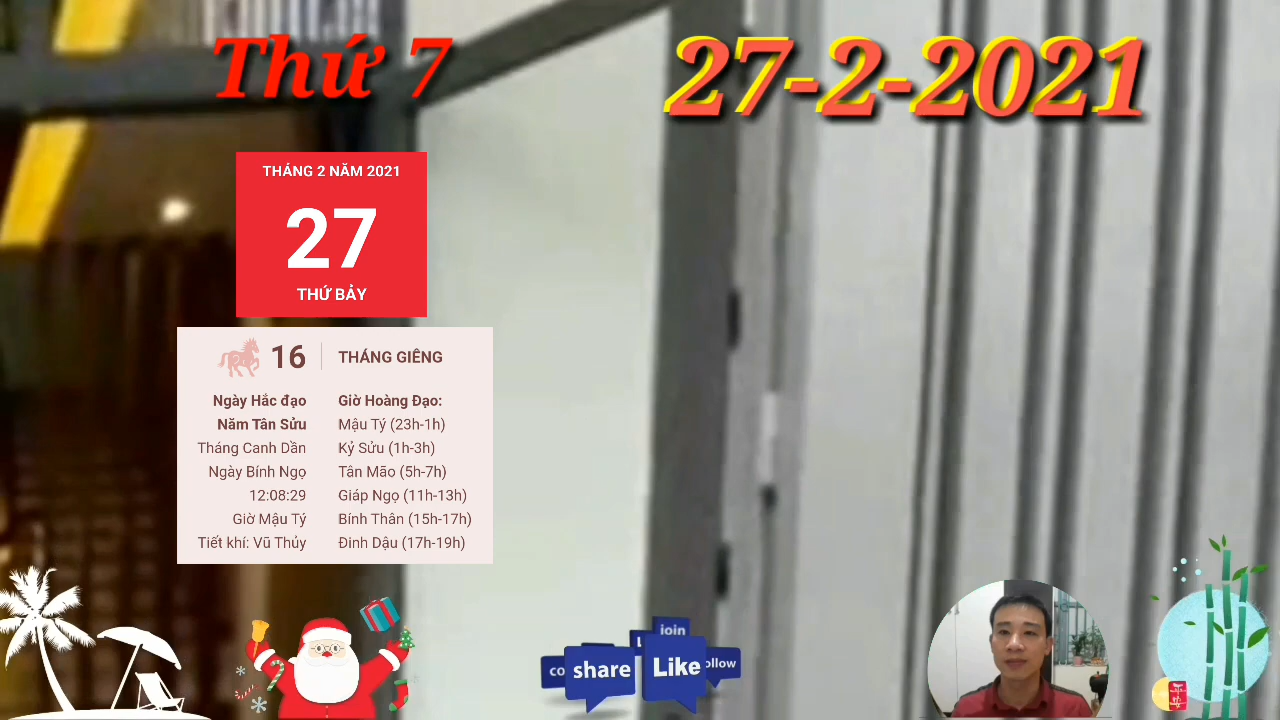 Thứ 7
27-2-2021
THÁNG 2 NĂM 2021
27
THỨ BẢY
16 THÁNG GIÊNG
Ngày Hắc đạo
Năm Tân Sửu
Tháng Canh Dần
Ngày Bính Ngọ
12:08:29
Giờ Mậu Tý
Tiết khí: Vũ Thủy
Giờ Hoàng Đạo:
Mậu Tý (23h-1h)
Kỷ Sửu (1h-3h)
Tân Mão (5h-7h)
Giáp Ngọ (11h-13h)
Bính Thân (15h-17h)
Đinh Dậu (17h-19h)
join
share
Like